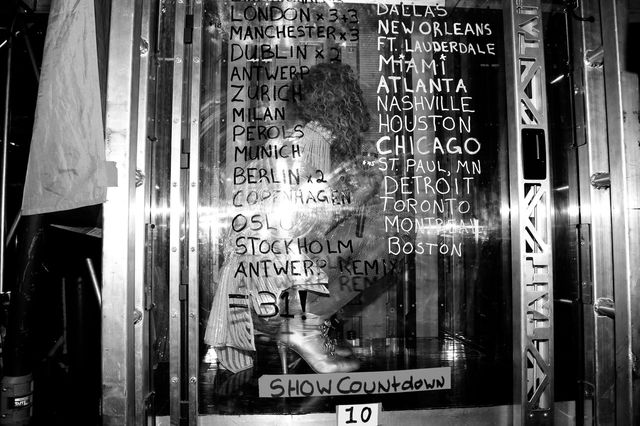 LONDON x 3+3
MANCHESTER x 3
DUBLIN x 2
ANTWERP
ZURICH
MILAN
PEROLS
MUNICH
BERLIN x 2
COPENHAGEN
OSLO
STOCKHOLM
ANTWERP-REMIX
= 31!
DALLAS
NEW ORLEANS
FT. LAUDERDALE
MiAMi
ATLANTA
NASHVILLE
HOUSTON
CHICAGO
ST. PAUL, MN
DETROIT
TORONTO
MONTREAL
BOSTON
SHOW COUNtdOWN
10